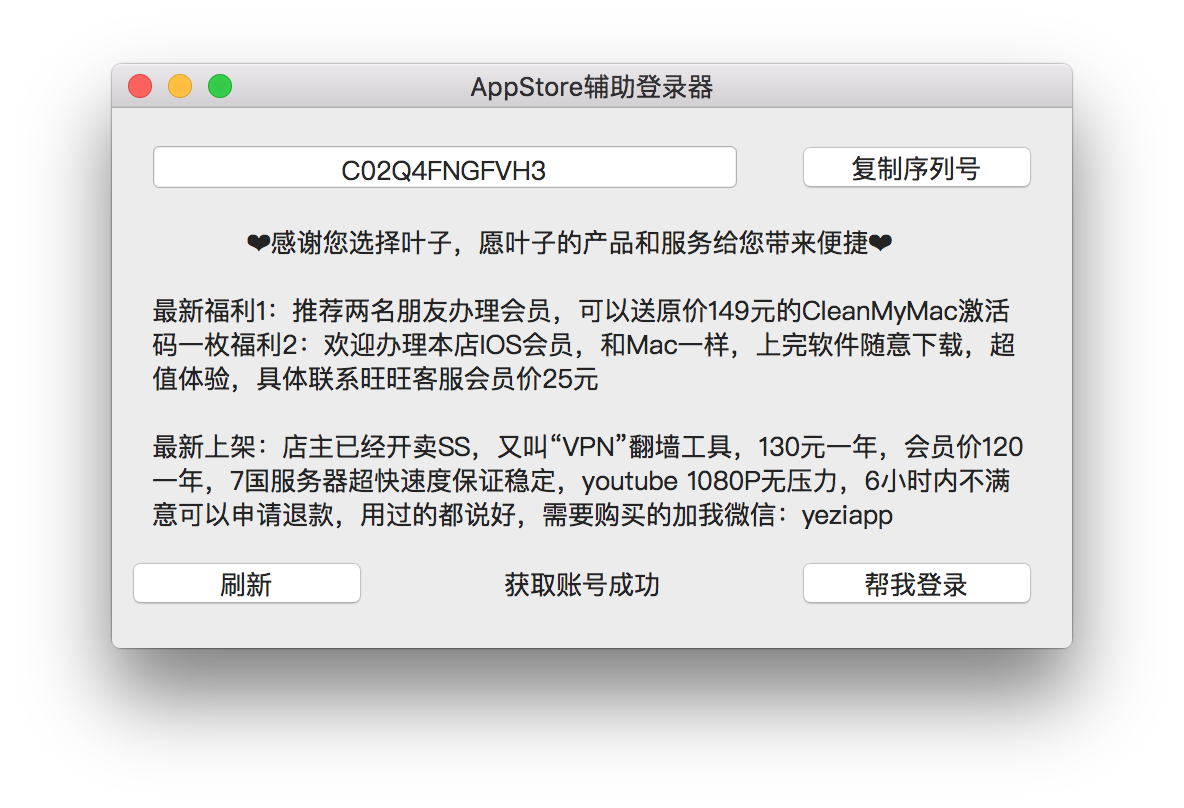 AppStore辅助登录器
C02Q4FNGFVH3
复制序列号
❤感谢您选择叶子，愿叶子的产品和服务给您带来便捷❤
最新福利1：推荐两名朋友办理会员，可以送原价149元的CleanMyMac激活
码一枚福利2：欢迎办理本店IOS会员，和Mac一样，上完软件随意下载，超
值体验，具体联系旺旺客服会员价25元
最新上架：店主已经开卖SS，又叫“VPN”翻墙工具，130元一年，会员价120
一年，7国服务器超快速度保证稳定，youtube 1080P无压力，6小时内不满
意可以申请退款，用过的都说好，需要购买的加我微信：yeziapp
刷新
获取账号成功
帮我登录